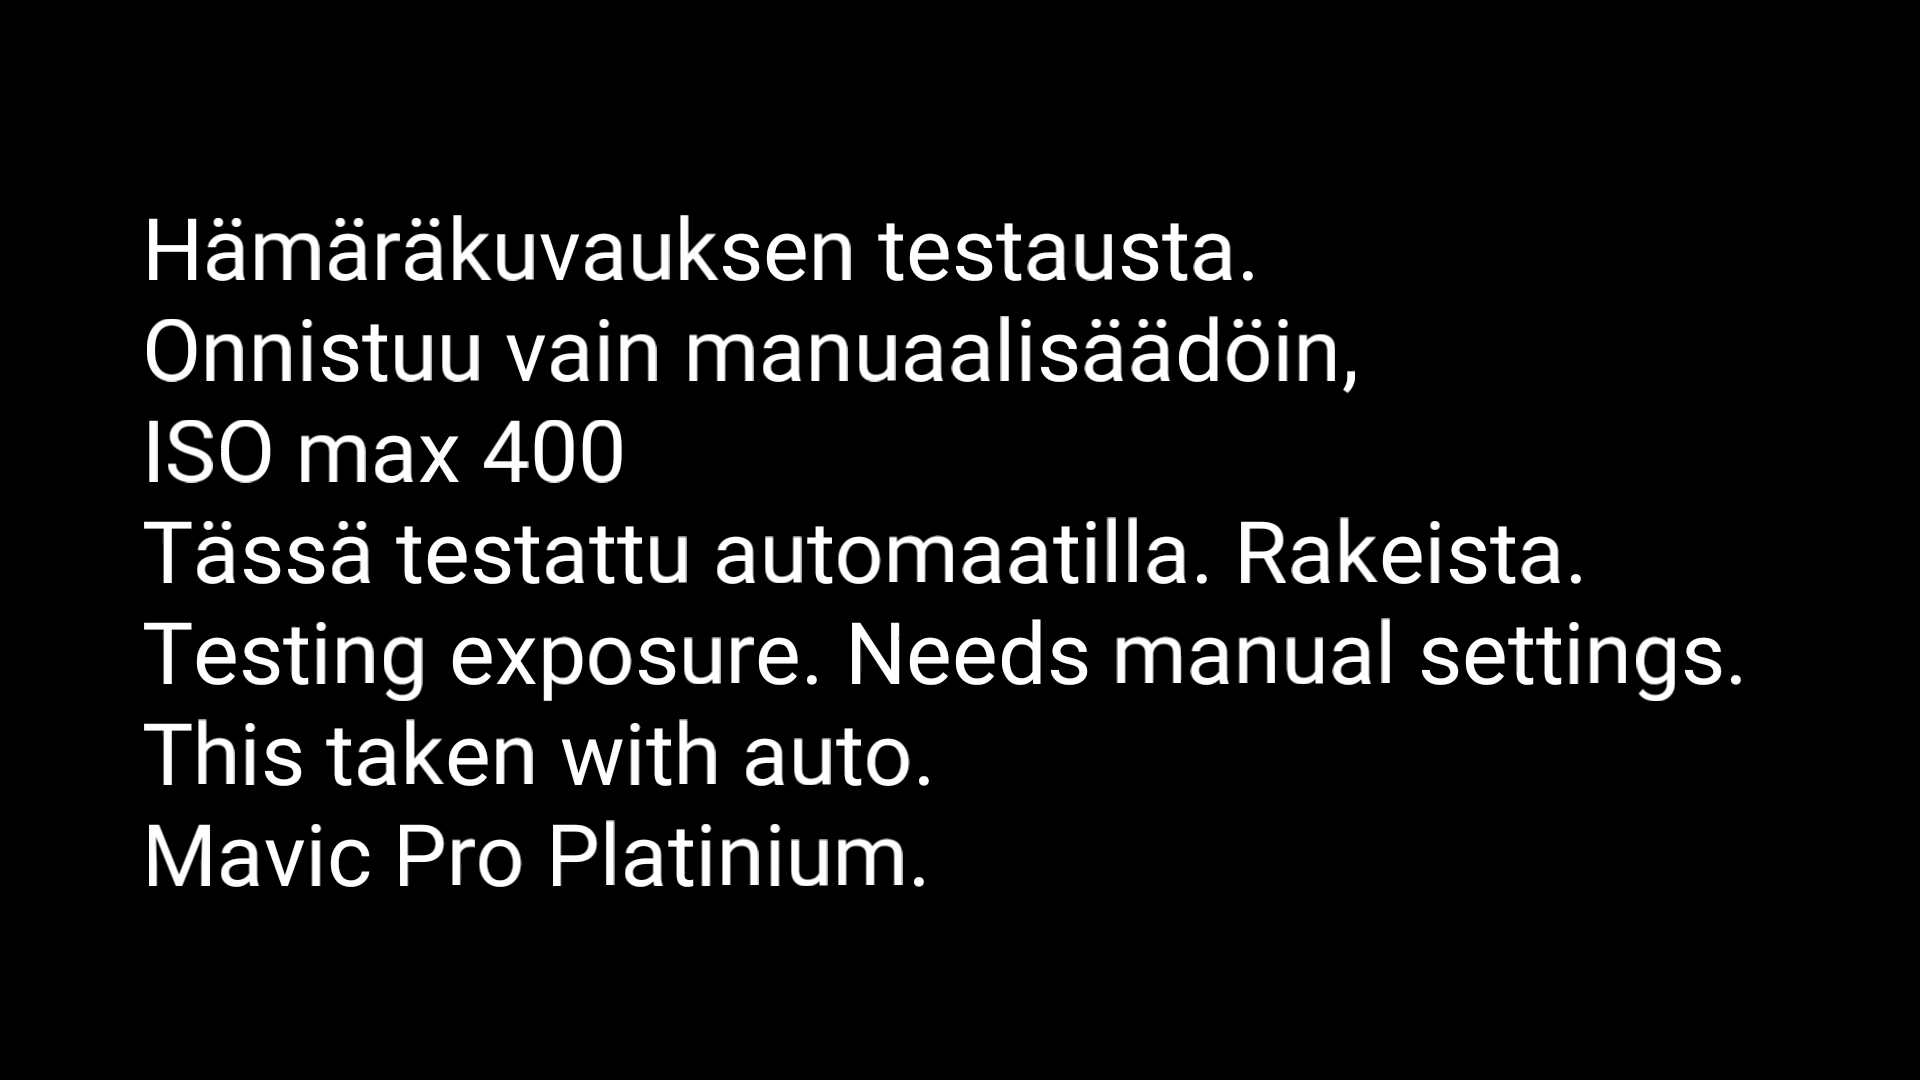 Hämäräkuvauksen testausta.
Onnistuu vain manuaalisäädöin,
ISO max 400
Tässä testattu automaatilla. Rakeista.
Testing exposure. Needs manual settings.
This taken with auto.
Mavic Pro Platinium.